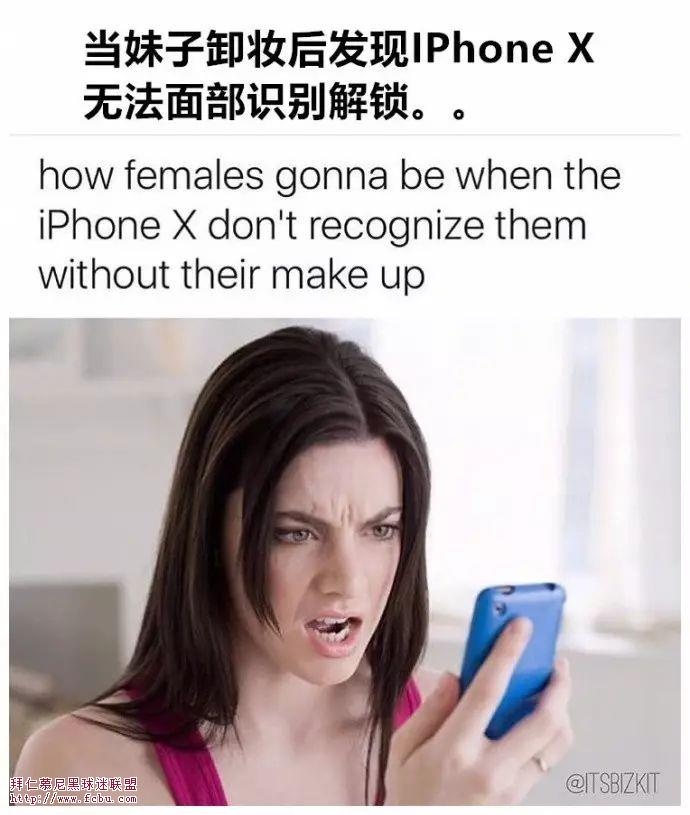 当妹子卸妆后发现IPhone X
无法面部识别解锁。。
how females gonna be when the
iPhone X don't recognize them
without their make up
@ITSBIZKIT
拜仁慕尼黑球迷联盟
http://www.fcbu.com